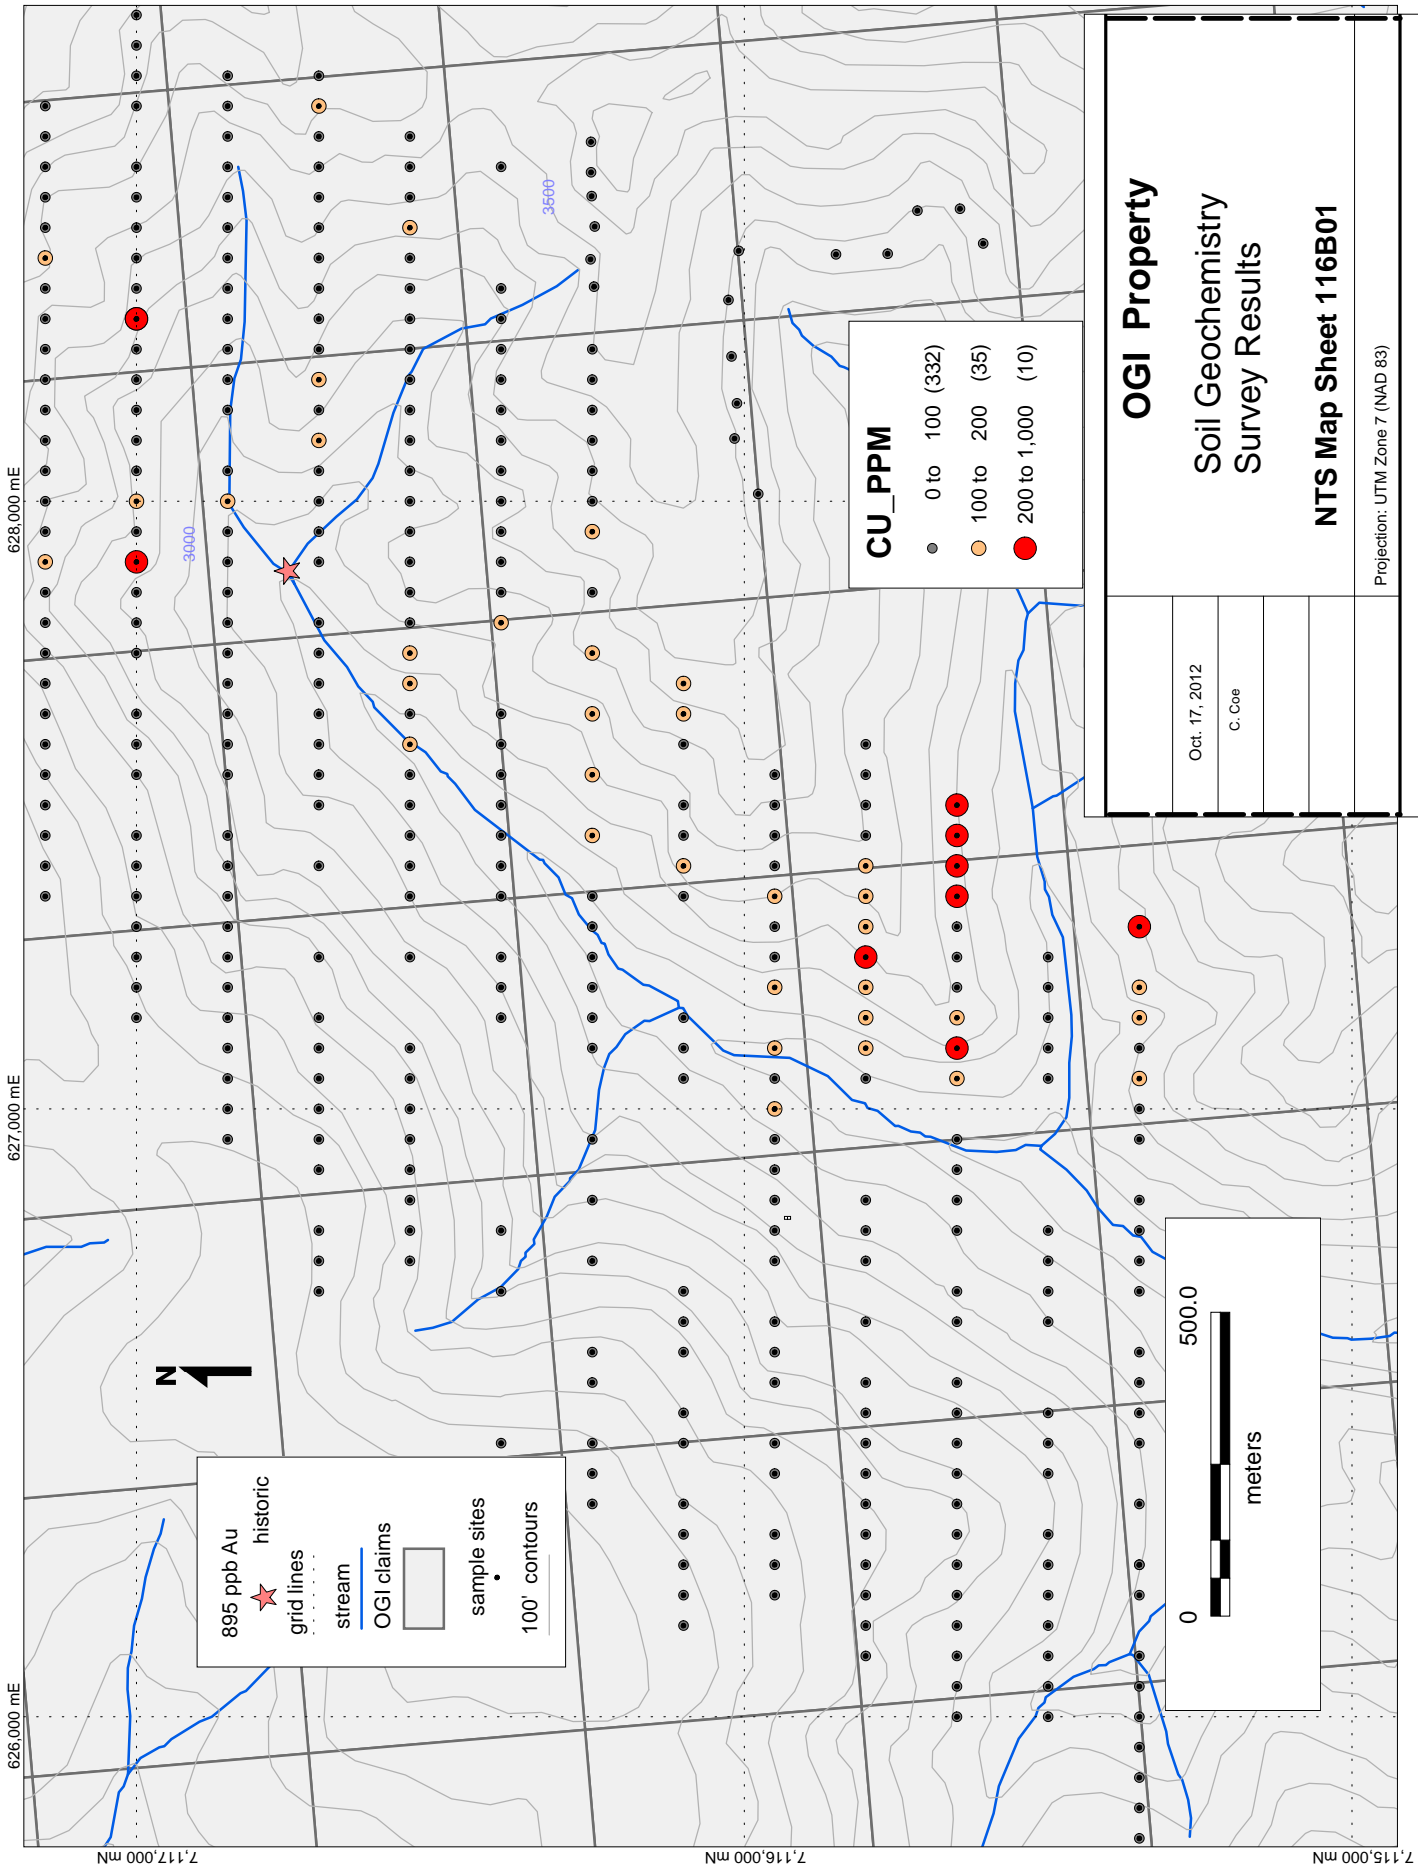 626,000 mE
627,000 mE
628,000 mE
7,117,000 mN
7,116,000 mN
7,115,000 mN
3000
3500
N
895 ppb Au
historic
grid lines
stream
OGI claims
sample sites
100' contours
0
500.0
meters
CU_PPM
0 to 100 (332)
100 to 200 (35)
200 to 1,000 (10)
OGI Property
Soil Geochemistry
Survey Results
NTS Map Sheet 116B01
Oct. 17, 2012
C. Coe
Projection: UTM Zone 7 (NAD 83)